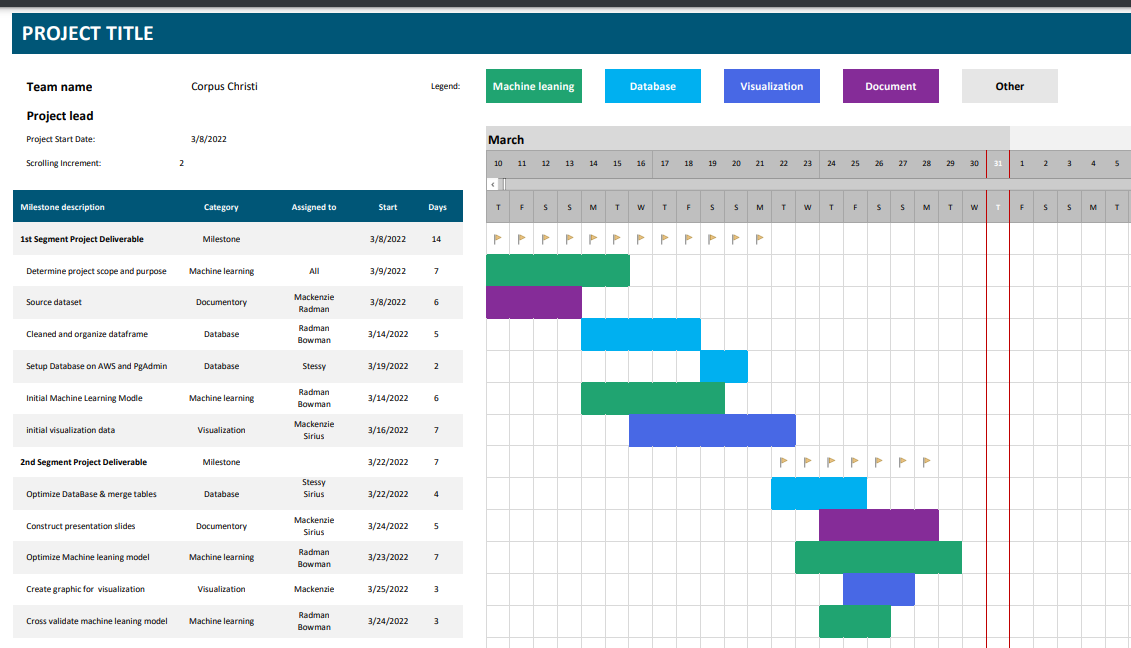 PROJECT TITLE
Team name Corpus Christi Legend: Machine leaning Database Visualization Document Other
Project lead
Project Start Date: 3/8/2022
Scrolling Increment: 2
March
10 11 12 13 14 15 16 17 18 19 20 21 22 23 24 25 26 27 28 29 30 31 1 2 3 4 5
Milestone description Category Assigned to Start Days
T F S S M T W T F S S M T W T F S S M T W T F S S M T
1st Segment Project Deliverable Milestone 3/8/2022 14
Determine project scope and purpose Machine learning All 3/9/2022 7
Source dataset Documentory Mackenzie Radman 3/8/2022 6
Cleaned and organize dataframe Database Radman Bowman 3/14/2022 5
Setup Database on AWS and PgAdmin Database Stessy 3/19/2022 2
Initial Machine Learning Modle Machine learning Radman Bowman 3/14/2022 6
initial visualization data Visualization Mackenzie Sirius 3/16/2022 7
2nd Segment Project Deliverable Milestone 3/22/2022 7
Optimize DataBase & merge tables Database Stessy Sirius 3/22/2022 4
Construct presentation slides Documentory Mackenzie Sirius 3/24/2022 5
Optimize Machine leaning model Machine learning Radman Bowman 3/23/2022 7
Create graphic for visualization Visualization Mackenzie 3/25/2022 3
Cross validate machine leaning model Machine learning Radman Bowman 3/24/2022 3